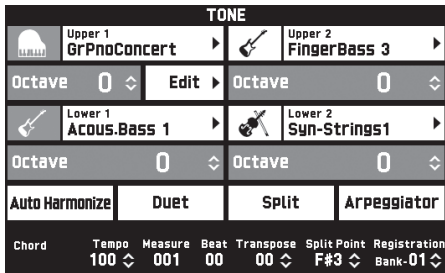 TONE
Upper 1
GrPnoConcert
Upper 2
FingerBass 3
Octave 0 Edit
Octave 0
Lower 1
Acous.Bass 1
Lower 2
Syn-Strings1
Octave 0
Octave 0
Auto Harmonize Duet Split Arpeggiator
Chord Tempo Measure Beat Transpose Split Point Registration
100 001 00 00 F#3 Bank-01